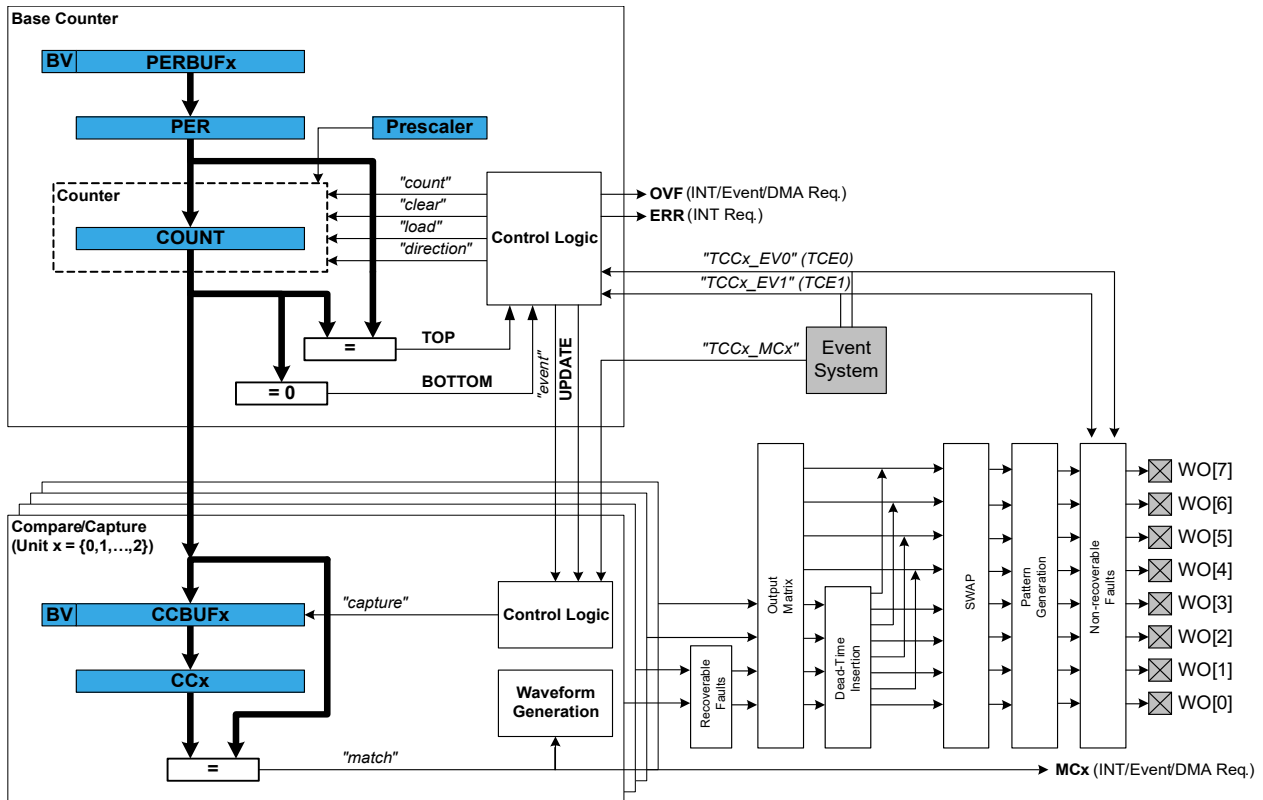 Base Counter
BV PERBUFx
PER
Prescaler
Counter
COUNT
"count"
"clear"
"load"
"direction"
Control Logic
OVF (INT/Event/DMA Req.)
ERR (INT Req.)
"TCCx_EV0" (TCE0)
"TCCx_EV1" (TCE1)
"TCCx_MCx"
Event
System
=
TOP
= 0
BOTTOM
"event"
UPDATE
Compare/Capture
(Unit x = {0,1,…,2})
BV CCBUFx
"capture"
Control Logic
CCx
Waveform
Generation
=
"match"
Recoverable
Faults
Output
Matrix
Dead-Time
Insertion
SWAP
Pattern
Generation
Non-recoverable
Faults
WO[7]
WO[6]
WO[5]
WO[4]
WO[3]
WO[2]
WO[1]
WO[0]
MCx (INT/Event/DMA Req.)